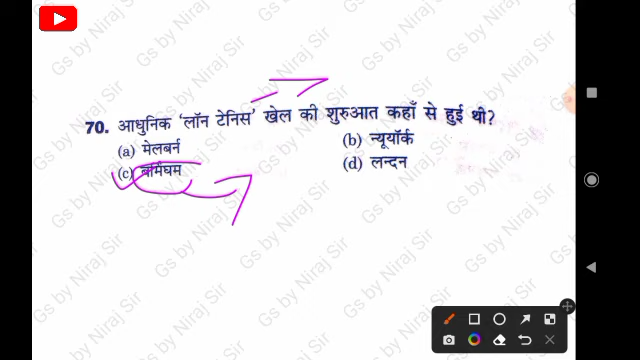 70. आधुनिक 'लॉन टेनिस' खेल की शुरुआत कहाँ से हुई थी?
(a) मेलबर्न (b) न्यूयॉर्क
(c) बर्मिंघम (d) लन्दन
Gs by Niraj Sir